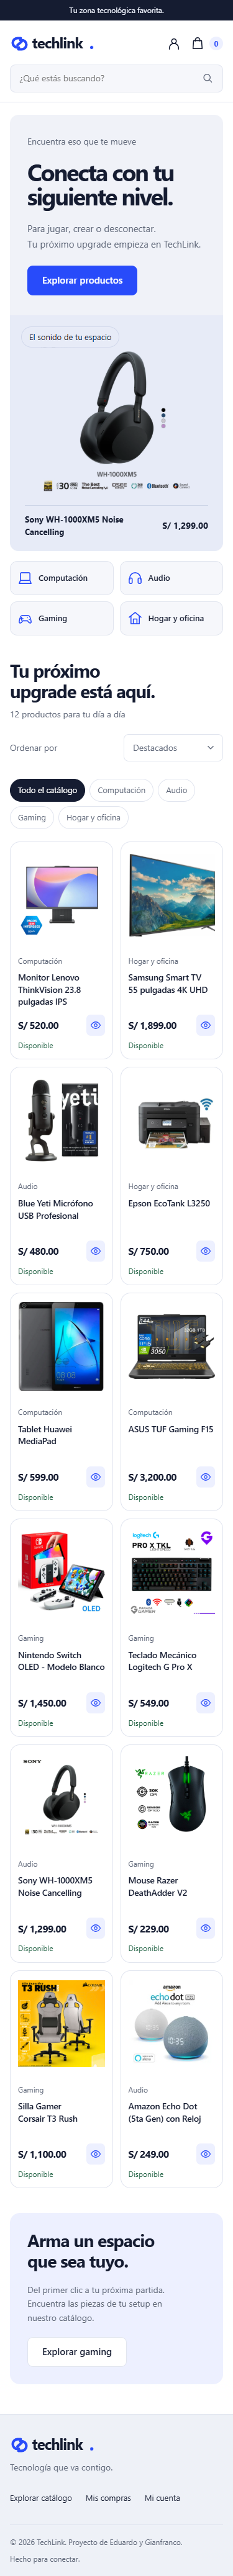 Tu zona tecnológica favorita.
techlink.
0
¿Qué estás buscando?
Encuentra eso que te mueve
Conecta con tu
siguiente nivel.
Para jugar, crear o desconectar.
Tu próximo upgrade empieza en TechLink.
Explorar productos
El sonido de tu espacio
WH-1000XM5
Sony WH-1000XM5 Noise
Cancelling
S/ 1,299.00
Computación
Audio
Gaming
Hogar y oficina
Tu próximo
upgrade está aquí.
12 productos para tu día a día
Ordenar por
Destacados
Todo el catálogo
Computación
Audio
Gaming
Hogar y oficina
Computación
Monitor Lenovo
ThinkVision 23.8
pulgadas IPS
S/ 520.00
Disponible
Hogar y oficina
Samsung Smart TV
55 pulgadas 4K UHD
S/ 1,899.00
Disponible
yeti
Audio
Blue Yeti Micrófono
USB Profesional
S/ 480.00
Disponible
Hogar y oficina
Epson EcoTank L3250
S/ 750.00
Disponible
Computación
Tablet Huawei
MediaPad
S/ 599.00
Disponible
Computación
ASUS TUF Gaming F15
S/ 3,200.00
Disponible
OLED
Gaming
Nintendo Switch
OLED - Modelo Blanco
S/ 1,450.00
Disponible
logitech G
PRO X TKL
Gaming
Teclado Mecánico
Logitech G Pro X
S/ 549.00
Disponible
SONY
Audio
Sony WH-1000XM5
Noise Cancelling
S/ 1,299.00
Disponible
Gaming
Mouse Razer
DeathAdder V2
S/ 229.00
Disponible
T3 RUSH
CORSAIR
Gaming
Silla Gamer
Corsair T3 Rush
S/ 1,100.00
Disponible
amazon
echo dot
Audio
Amazon Echo Dot
(5ta Gen) con Reloj
S/ 249.00
Disponible
Arma un espacio
que sea tuyo.
Del primer clic a tu próxima partida.
Encuentra las piezas de tu setup en
nuestro catálogo.
Explorar gaming
techlink.
Tecnología que va contigo.
Explorar catálogo
Mis compras
Mi cuenta
© 2026 TechLink. Proyecto de Eduardo y Gianfranco.
Hecho para conectar.